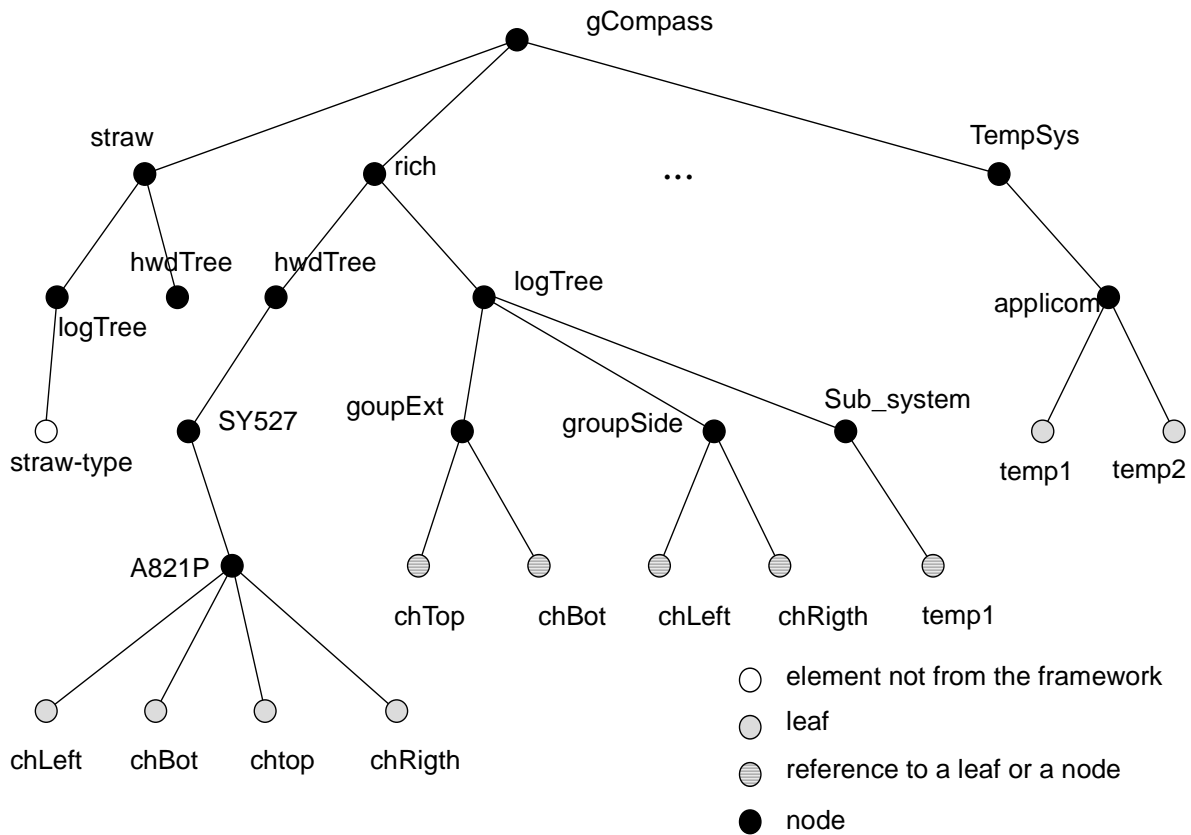 gCompass
straw
TempSys
rich
...
hwdTree
hwdTree
logTree
applicom
logTree
goupExt
Sub_system
SY527
groupSide
straw-type
temp1
temp2
A821P
chTop
chBot
chLeft
chRigth
temp1
element not from the framework
leaf
chLeft
chBot
chtop
chRigth
reference to a leaf or a node
node